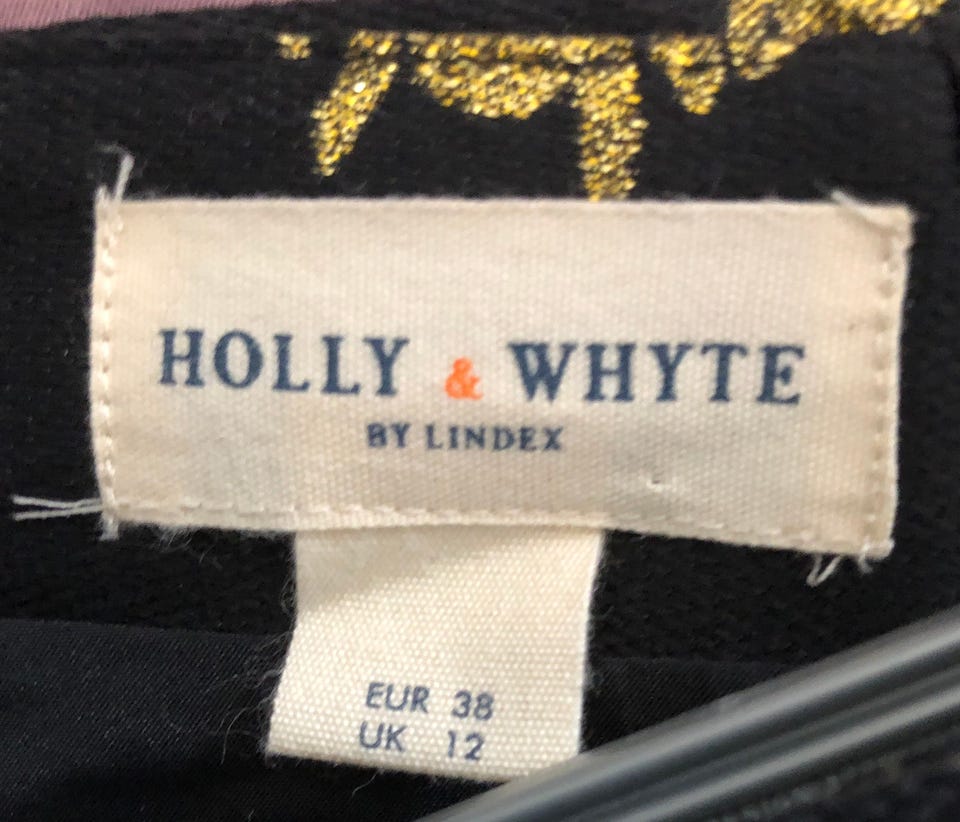 HOLLY & WHYTE
BY LINDEX
EUR 38
UK 12